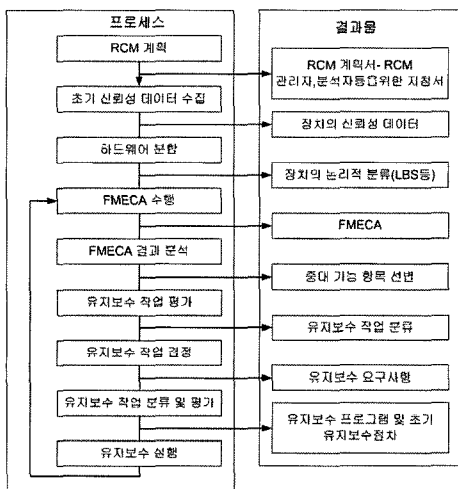 프로세스
RCM 계획
초기 신뢰성 데이터 수집
하드웨어 분할
FMECA 수행
FMECA 결과 분석
유지보수 작업 평가
유지보수 작업 결정
유지보수 작업 분류 및 평가
유지보수 실행
결과물
RCM 계획서- RCM
관리자,분석자등을위한 지침서
장치의 신뢰성 데이터
장치의 논리적 분류(LBS등)
FMECA
중대 기능 항목 선별
유지보수 작업 분류
유지보수 요구사항
유지보수 프로그램 및 초기
유지보수절차